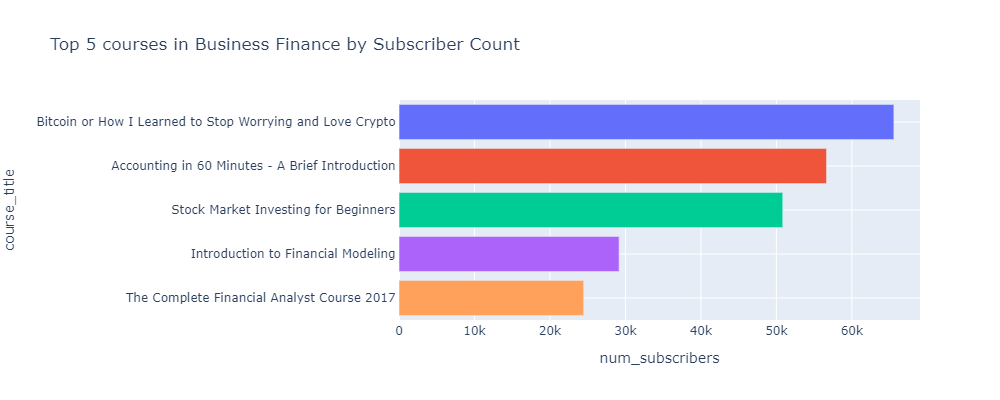 Top 5 courses in Business Finance by Subscriber Count
course_title
Bitcoin or How I Learned to Stop Worrying and Love Crypto
Accounting in 60 Minutes - A Brief Introduction
Stock Market Investing for Beginners
Introduction to Financial Modeling
The Complete Financial Analyst Course 2017
0 10k 20k 30k 40k 50k 60k
num_subscribers